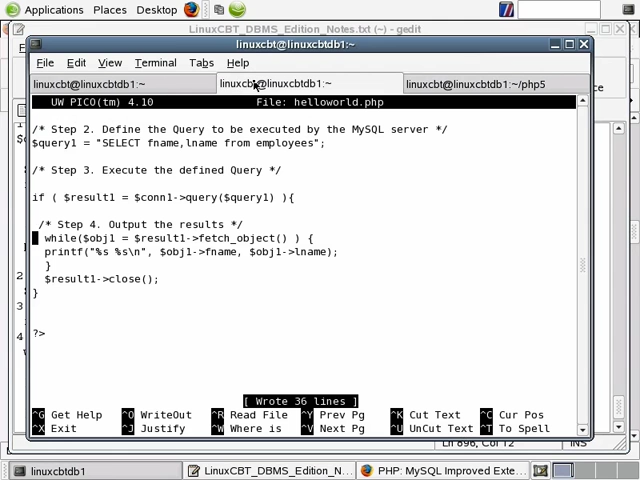 Applications Places Desktop
LinuxCBT_DBMS_Edition_Notes.txt (~) - gedit
linuxcbt@linuxcbtdb1:~
File Edit View Terminal Tabs Help
linuxcbt@linuxcbtdb1:~ linuxcbt@linuxcbtdb1:~ linuxcbt@linuxcbtdb1:~/php5
UW PICO(tm) 4.10 File: helloworld.php
/* Step 2. Define the Query to be executed by the MySQL server */
$query1 = "SELECT fname,lname from employees";
/* Step 3. Execute the defined Query */
if ( $result1 = $conn1->query($query1) ){
/* Step 4. Output the results */
while($obj1 = $result1->fetch_object() ) {
printf("%s %s\n", $obj1->fname, $obj1->lname);
}
$result1->close();
}
?>
[ Wrote 36 lines ]
^G Get Help ^O WriteOut ^R Read File ^Y Prev Pg ^K Cut Text ^C Cur Pos
^X Exit ^J Justify ^W Where is ^V Next Pg ^U UnCut Text ^T To Spell
Ln 896, Col 12 INS
linuxcbtdb1 LinuxCBT_DBMS_Edition_N... PHP: MySQL Improved Exte...